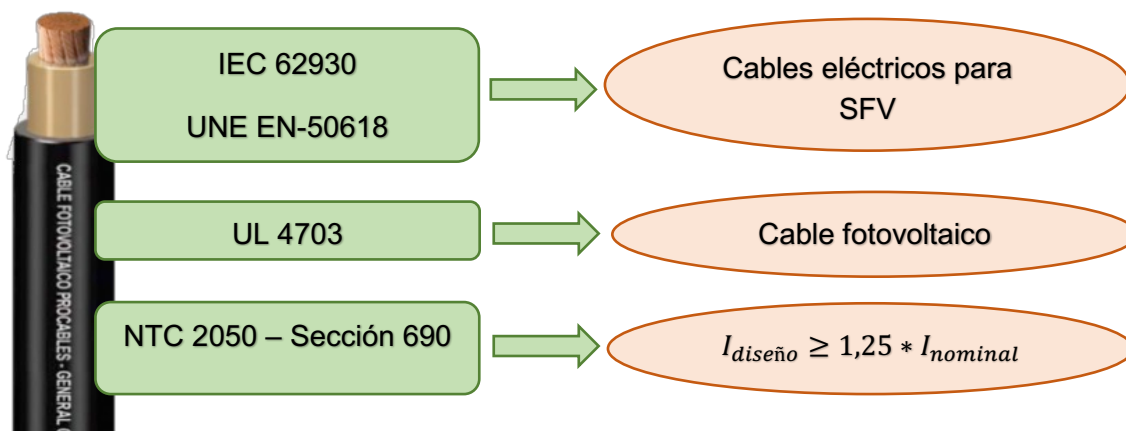 IEC 62930
UNE EN-50618
Cables eléctricos para
SFV
UL 4703
Cable fotovoltaico
NTC 2050 – Sección 690
I_diseño ≥ 1,25 * I_nominal
CABLE FOTOVOLTAICO PROCABLES - GENERAL